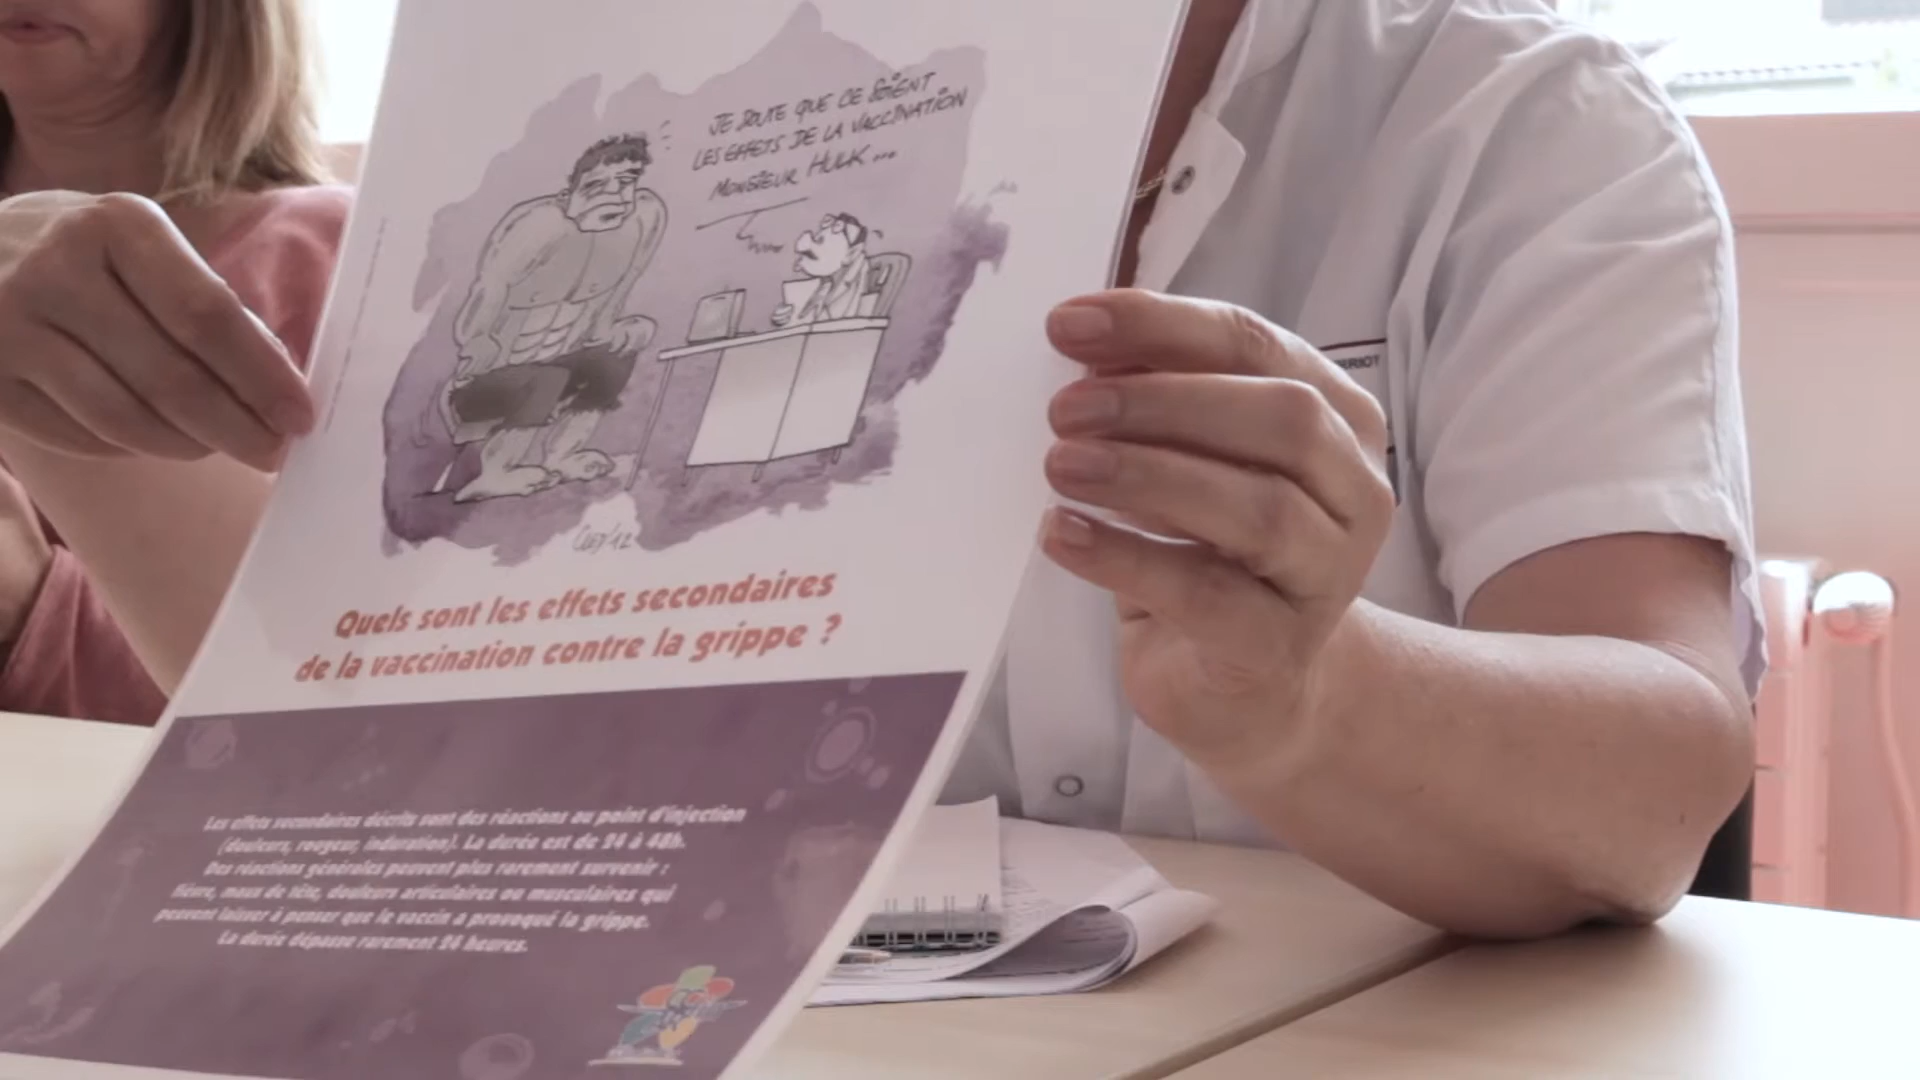 JE DOUTE QUE CE SOIENT
LES EFFETS DE LA VACCINATION
MONSIEUR HULK...
Quels sont les effets secondaires
de la vaccination contre la grippe ?
Les effets secondaires décrits sont des réactions au point d'injection
(douleurs, rougeur, induration). La durée est de 24 à 48h.
Des réactions générales peuvent plus rarement survenir :
fièvre, maux de tête, douleurs articulaires ou musculaires qui
peuvent laisser à penser que le vaccin a provoqué la grippe.
La durée dépasse rarement 24 heures.